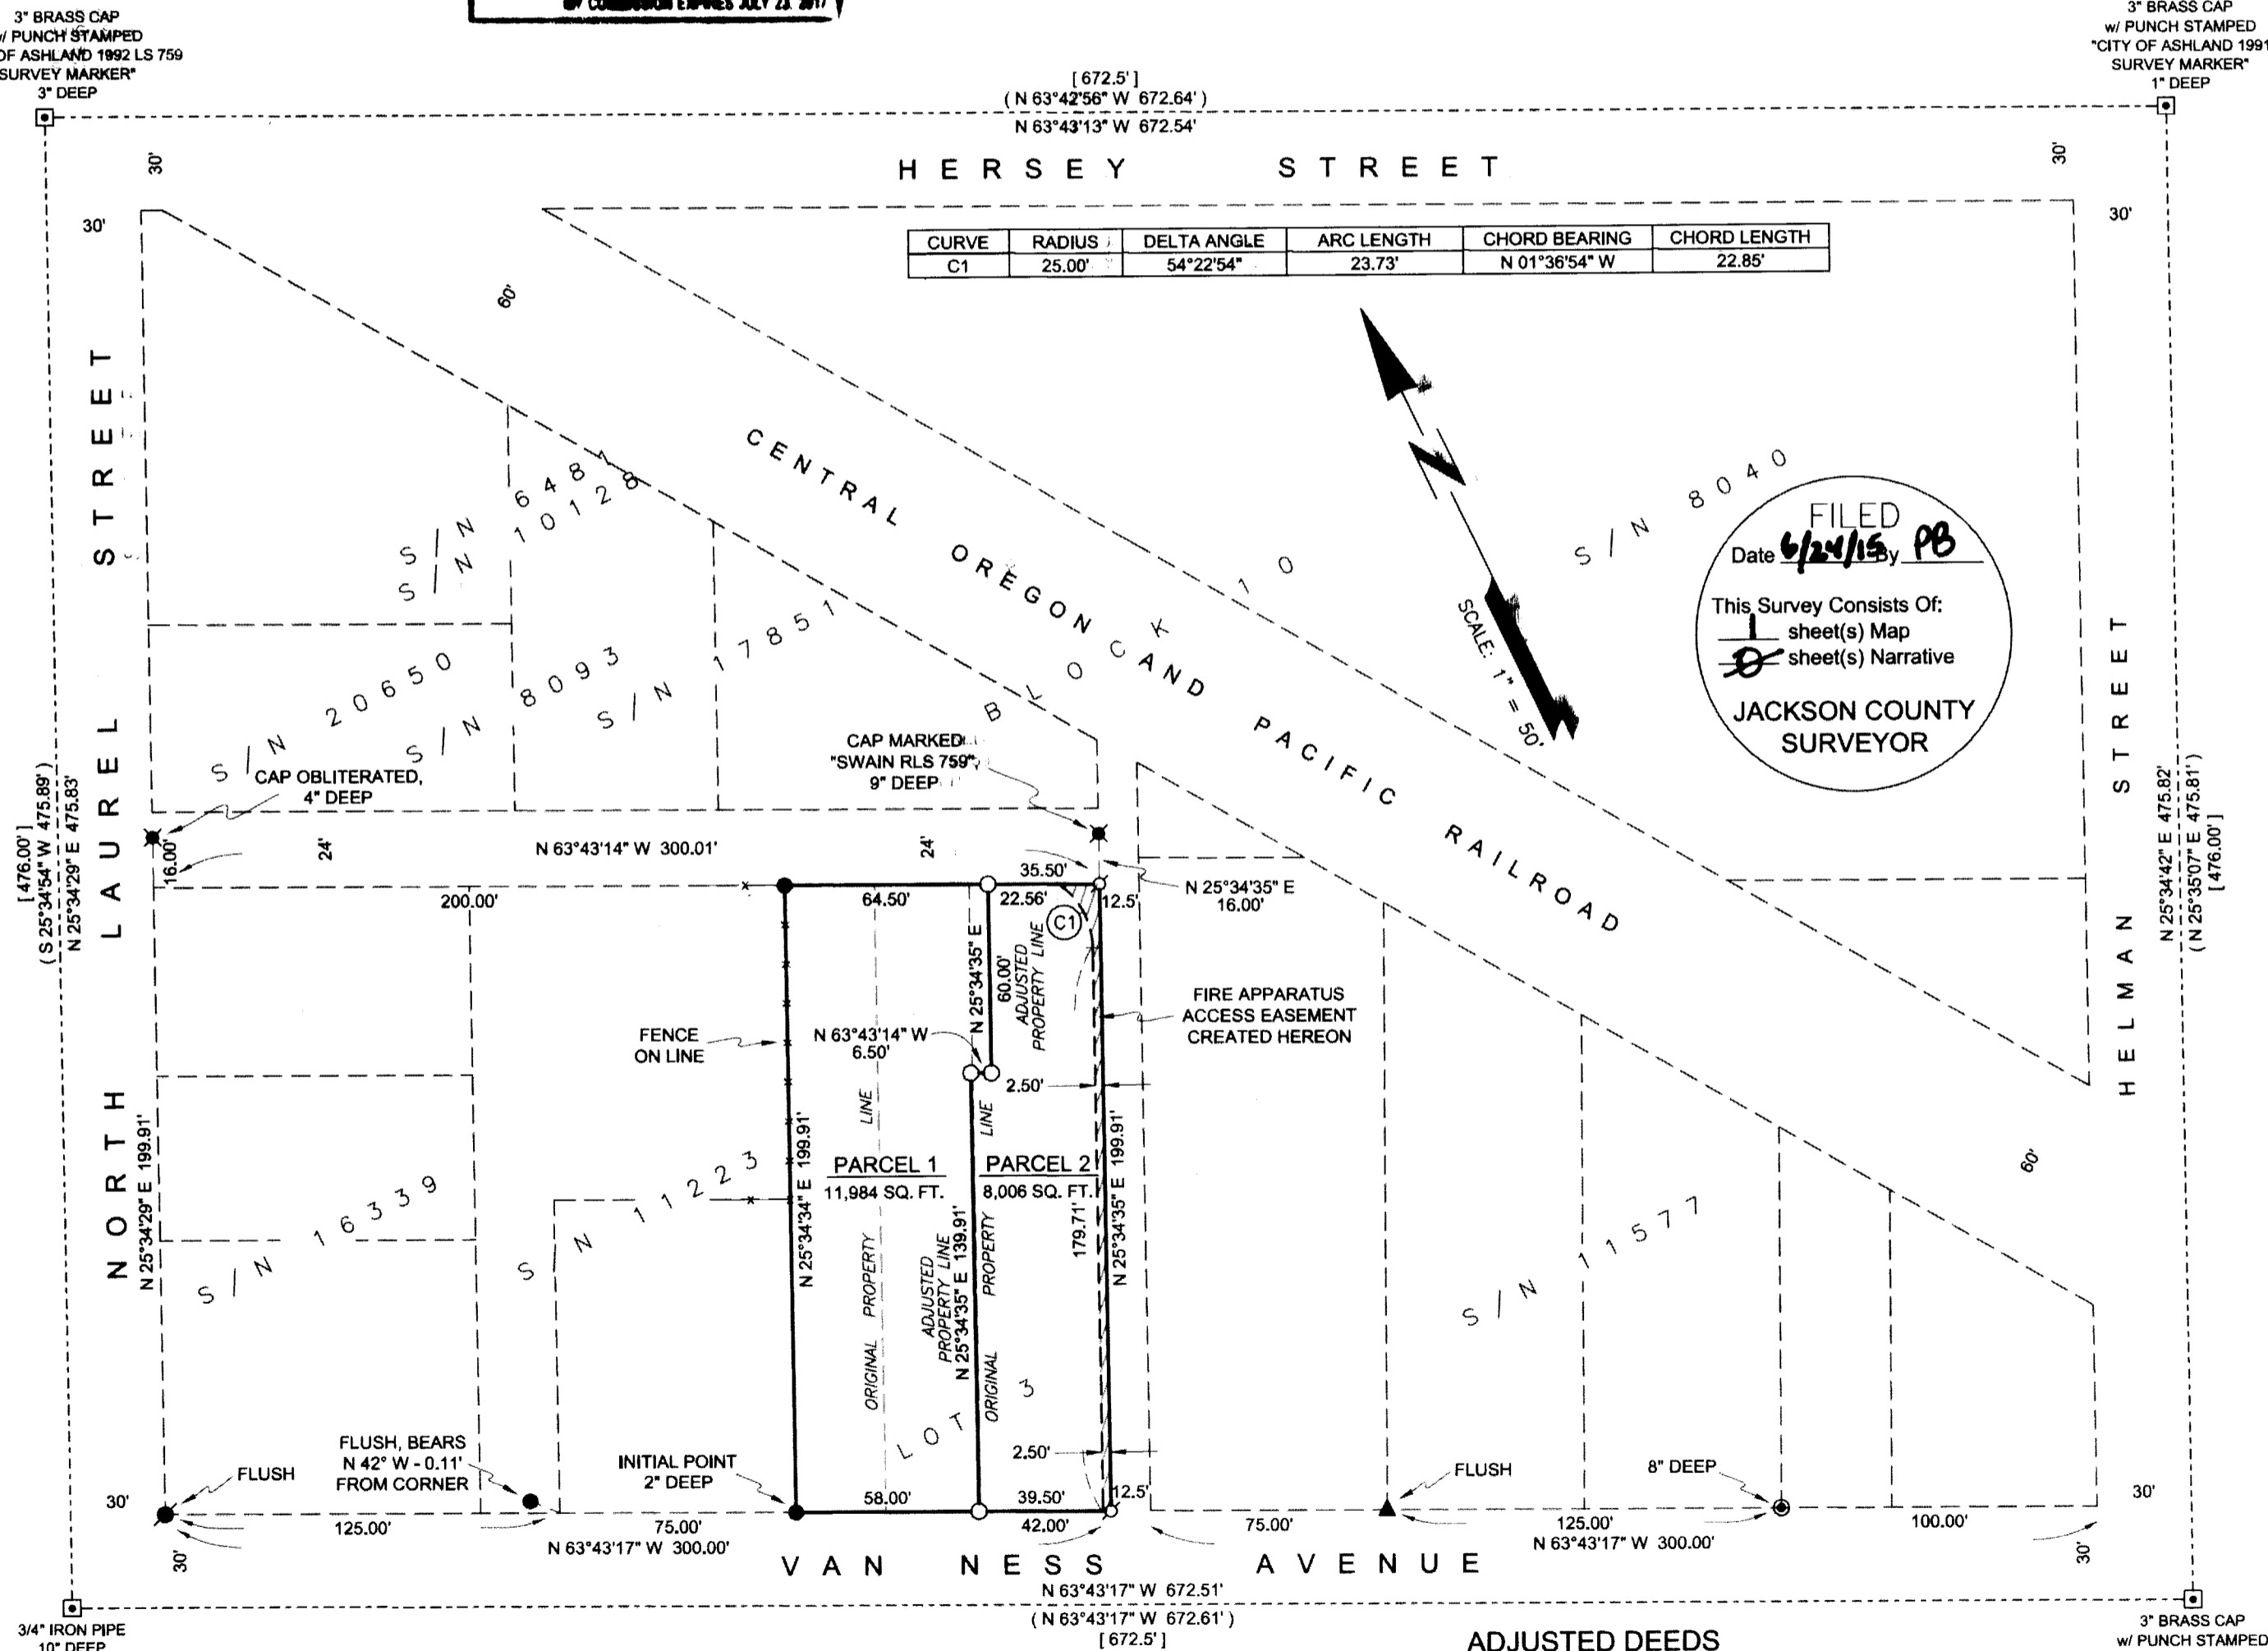 MY COMMISSION EXPIRES JULY 23, 2017
3" BRASS CAP
w/ PUNCH STAMPED
OF ASHLAND 1992 LS 759
SURVEY MARKER"
3" DEEP
3" BRASS CAP
w/ PUNCH STAMPED
"CITY OF ASHLAND 1991
SURVEY MARKER"
1" DEEP
[ 672.5' ]
( N 63°42'56" W 672.64' )
N 63°43'13" W 672.54'
30'
30'
HERSEY STREET
30'
30'
CURVE RADIUS DELTA ANGLE ARC LENGTH CHORD BEARING CHORD LENGTH
C1 25.00' 54°22'54" 23.73' N 01°36'54" W 22.85'
60'
CENTRAL OREGON AND PACIFIC RAILROAD
BLOCK 10
SCALE: 1" = 50'
S/N 8040
FILED
Date 6/24/15 By PB
This Survey Consists Of:
1 sheet(s) Map
0 sheet(s) Narrative
JACKSON COUNTY
SURVEYOR
NORTH LAUREL STREET
HELMAN STREET
S/N 6481
S/N 10128
S/N 20650
S/N 8093
S/N 17851
CAP OBLITERATED,
4" DEEP
CAP MARKED
"SWAIN RLS 759",
9" DEEP
[ 476.00' ]
( S 25°34'54" W 475.89' )
N 25°34'29" E 475.83'
N 25°34'42" E 475.82'
( N 25°35'07" E 475.81' )
[ 476.00' ]
16.00'
24'
N 63°43'14" W 300.01'
24'
35.50'
N 25°34'35" E
16.00'
200.00'
64.50'
22.56'
12.5'
C1
N 25°34'35" E
60.00'
ADJUSTED
PROPERTY LINE
FENCE
ON LINE
N 63°43'14" W
6.50'
2.50'
FIRE APPARATUS
ACCESS EASEMENT
CREATED HEREON
N 25°34'29" E 199.91'
S/N 16339
S N 11223
N 25°34'34" E 199.91'
PARCEL 1
11,984 SQ. FT.
PARCEL 2
8,006 SQ. FT.
ORIGINAL PROPERTY LINE
ADJUSTED
PROPERTY LINE
N 25°34'35" E 139.91'
ORIGINAL PROPERTY LINE
179.71'
N 25°34'35" E 199.91'
LOT 3
S/N 11577
60'
2.50'
FLUSH
FLUSH, BEARS
N 42° W - 0.11'
FROM CORNER
INITIAL POINT
2" DEEP
FLUSH
8" DEEP
30'
30'
125.00'
75.00'
58.00'
39.50'
12.5'
42.00'
75.00'
125.00'
100.00'
N 63°43'17" W 300.00'
N 63°43'17" W 300.00'
30'
30'
VAN NESS AVENUE
N 63°43'17" W 672.51'
( N 63°43'17" W 672.61' )
[ 672.5' ]
3/4" IRON PIPE
10" DEEP
ADJUSTED DEEDS
3" BRASS CAP
w/ PUNCH STAMPED